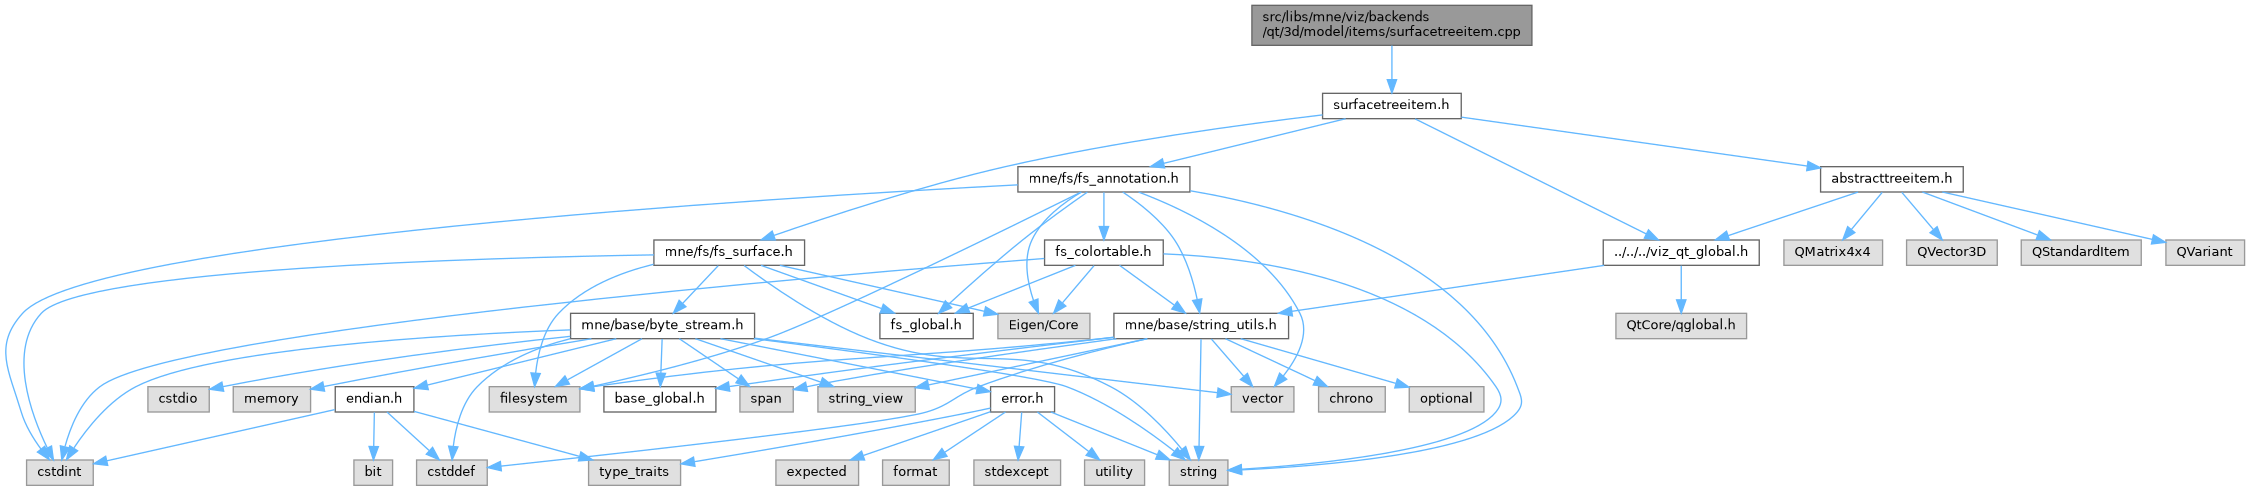 src/libs/mne/viz/backends
/qt/3d/model/items/surfacetreeitem.cpp
surfacetreeitem.h
mne/fs/fs_annotation.h
abstracttreeitem.h
mne/fs/fs_surface.h
fs_colortable.h
../../../viz_qt_global.h
QMatrix4x4
QVector3D
QStandardItem
QVariant
mne/base/byte_stream.h
fs_global.h
Eigen/Core
mne/base/string_utils.h
QtCore/qglobal.h
cstdio
memory
endian.h
filesystem
base_global.h
span
string_view
error.h
vector
chrono
optional
cstdint
bit
cstddef
type_traits
expected
format
stdexcept
utility
string